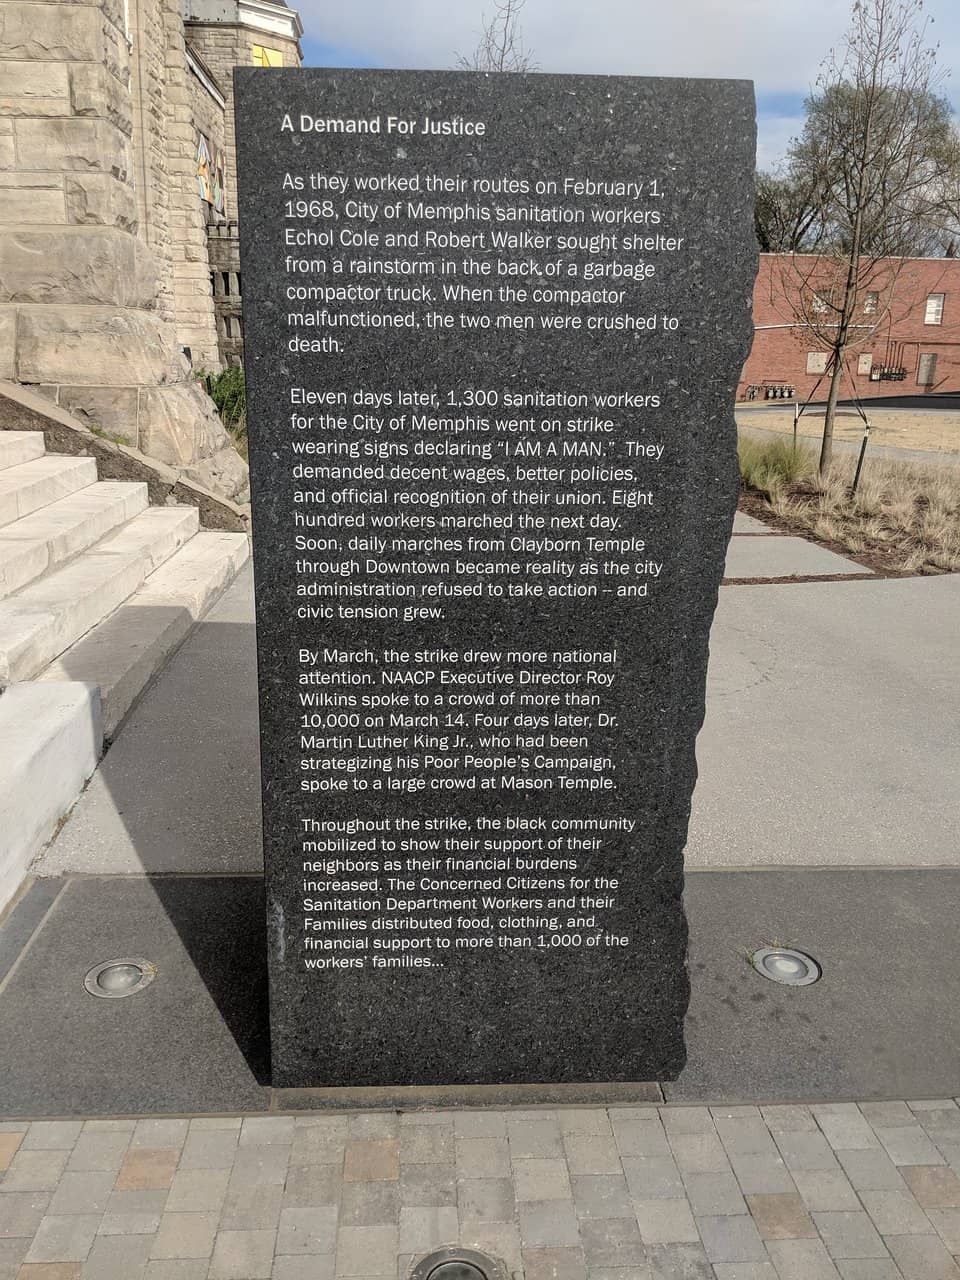 A Demand For Justice
As they worked their routes on February 1,
1968, City of Memphis sanitation workers
Echol Cole and Robert Walker sought shelter
from a rainstorm in the back of a garbage
compactor truck. When the compactor
malfunctioned, the two men were crushed to
death.
Eleven days later, 1,300 sanitation workers
for the City of Memphis went on strike
wearing signs declaring “I AM A MAN.” They
demanded decent wages, better policies,
and official recognition of their union. Eight
hundred workers marched the next day.
Soon, daily marches from Clayborn Temple
through Downtown became reality as the city
administration refused to take action -- and
civic tension grew.
By March, the strike drew more national
attention. NAACP Executive Director Roy
Wilkins spoke to a crowd of more than
10,000 on March 14. Four days later, Dr.
Martin Luther King Jr., who had been
strategizing his Poor People’s Campaign,
spoke to a large crowd at Mason Temple.
Throughout the strike, the black community
mobilized to show their support of their
neighbors as their financial burdens
increased. The Concerned Citizens for the
Sanitation Department Workers and their
Families distributed food, clothing, and
financial support to more than 1,000 of the
workers’ families...